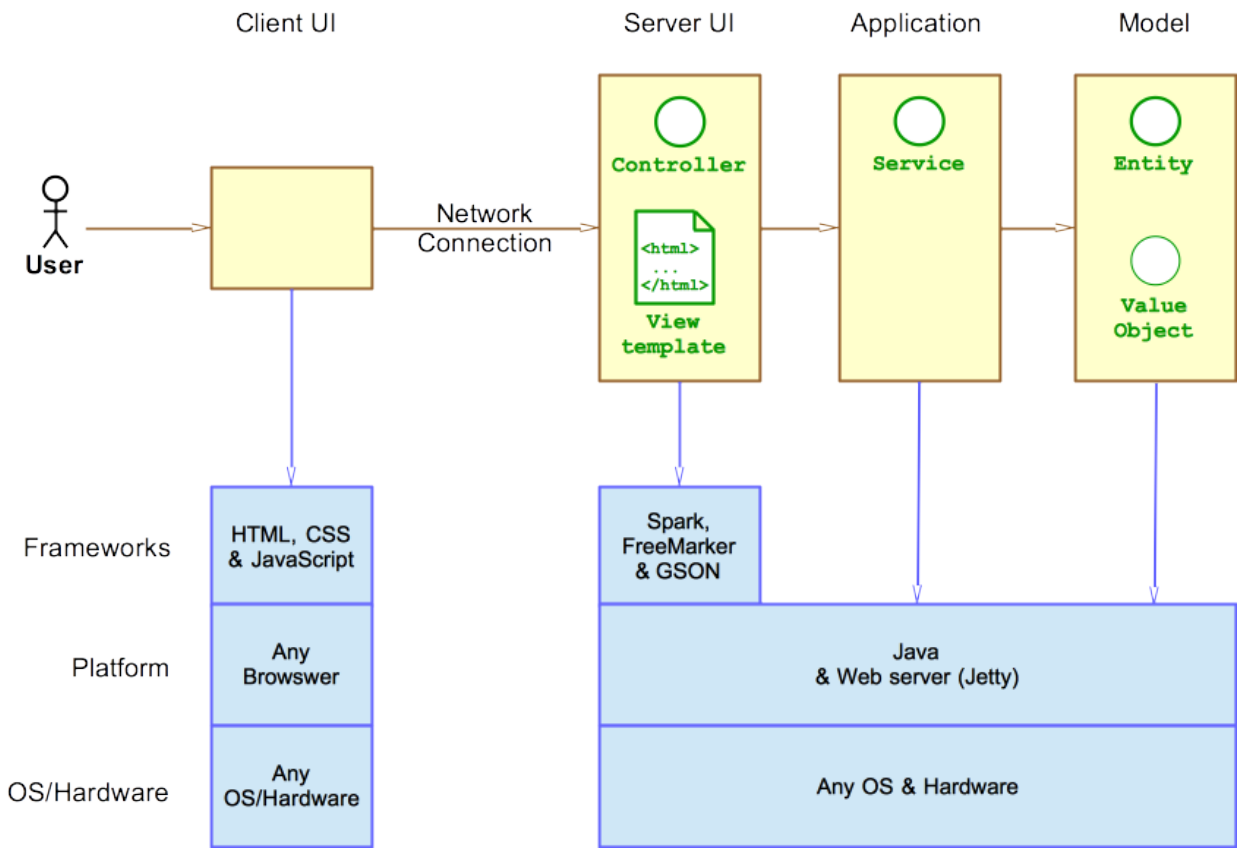 Client UI
Server UI
Application
Model
Controller
Service
Entity
User
Network
Connection
<html>
...
</html>
View
template
Value
Object
Frameworks
HTML, CSS
& JavaScript
Spark,
FreeMarker
& GSON
Platform
Any
Browswer
Java
& Web server (Jetty)
OS/Hardware
Any
OS/Hardware
Any OS & Hardware